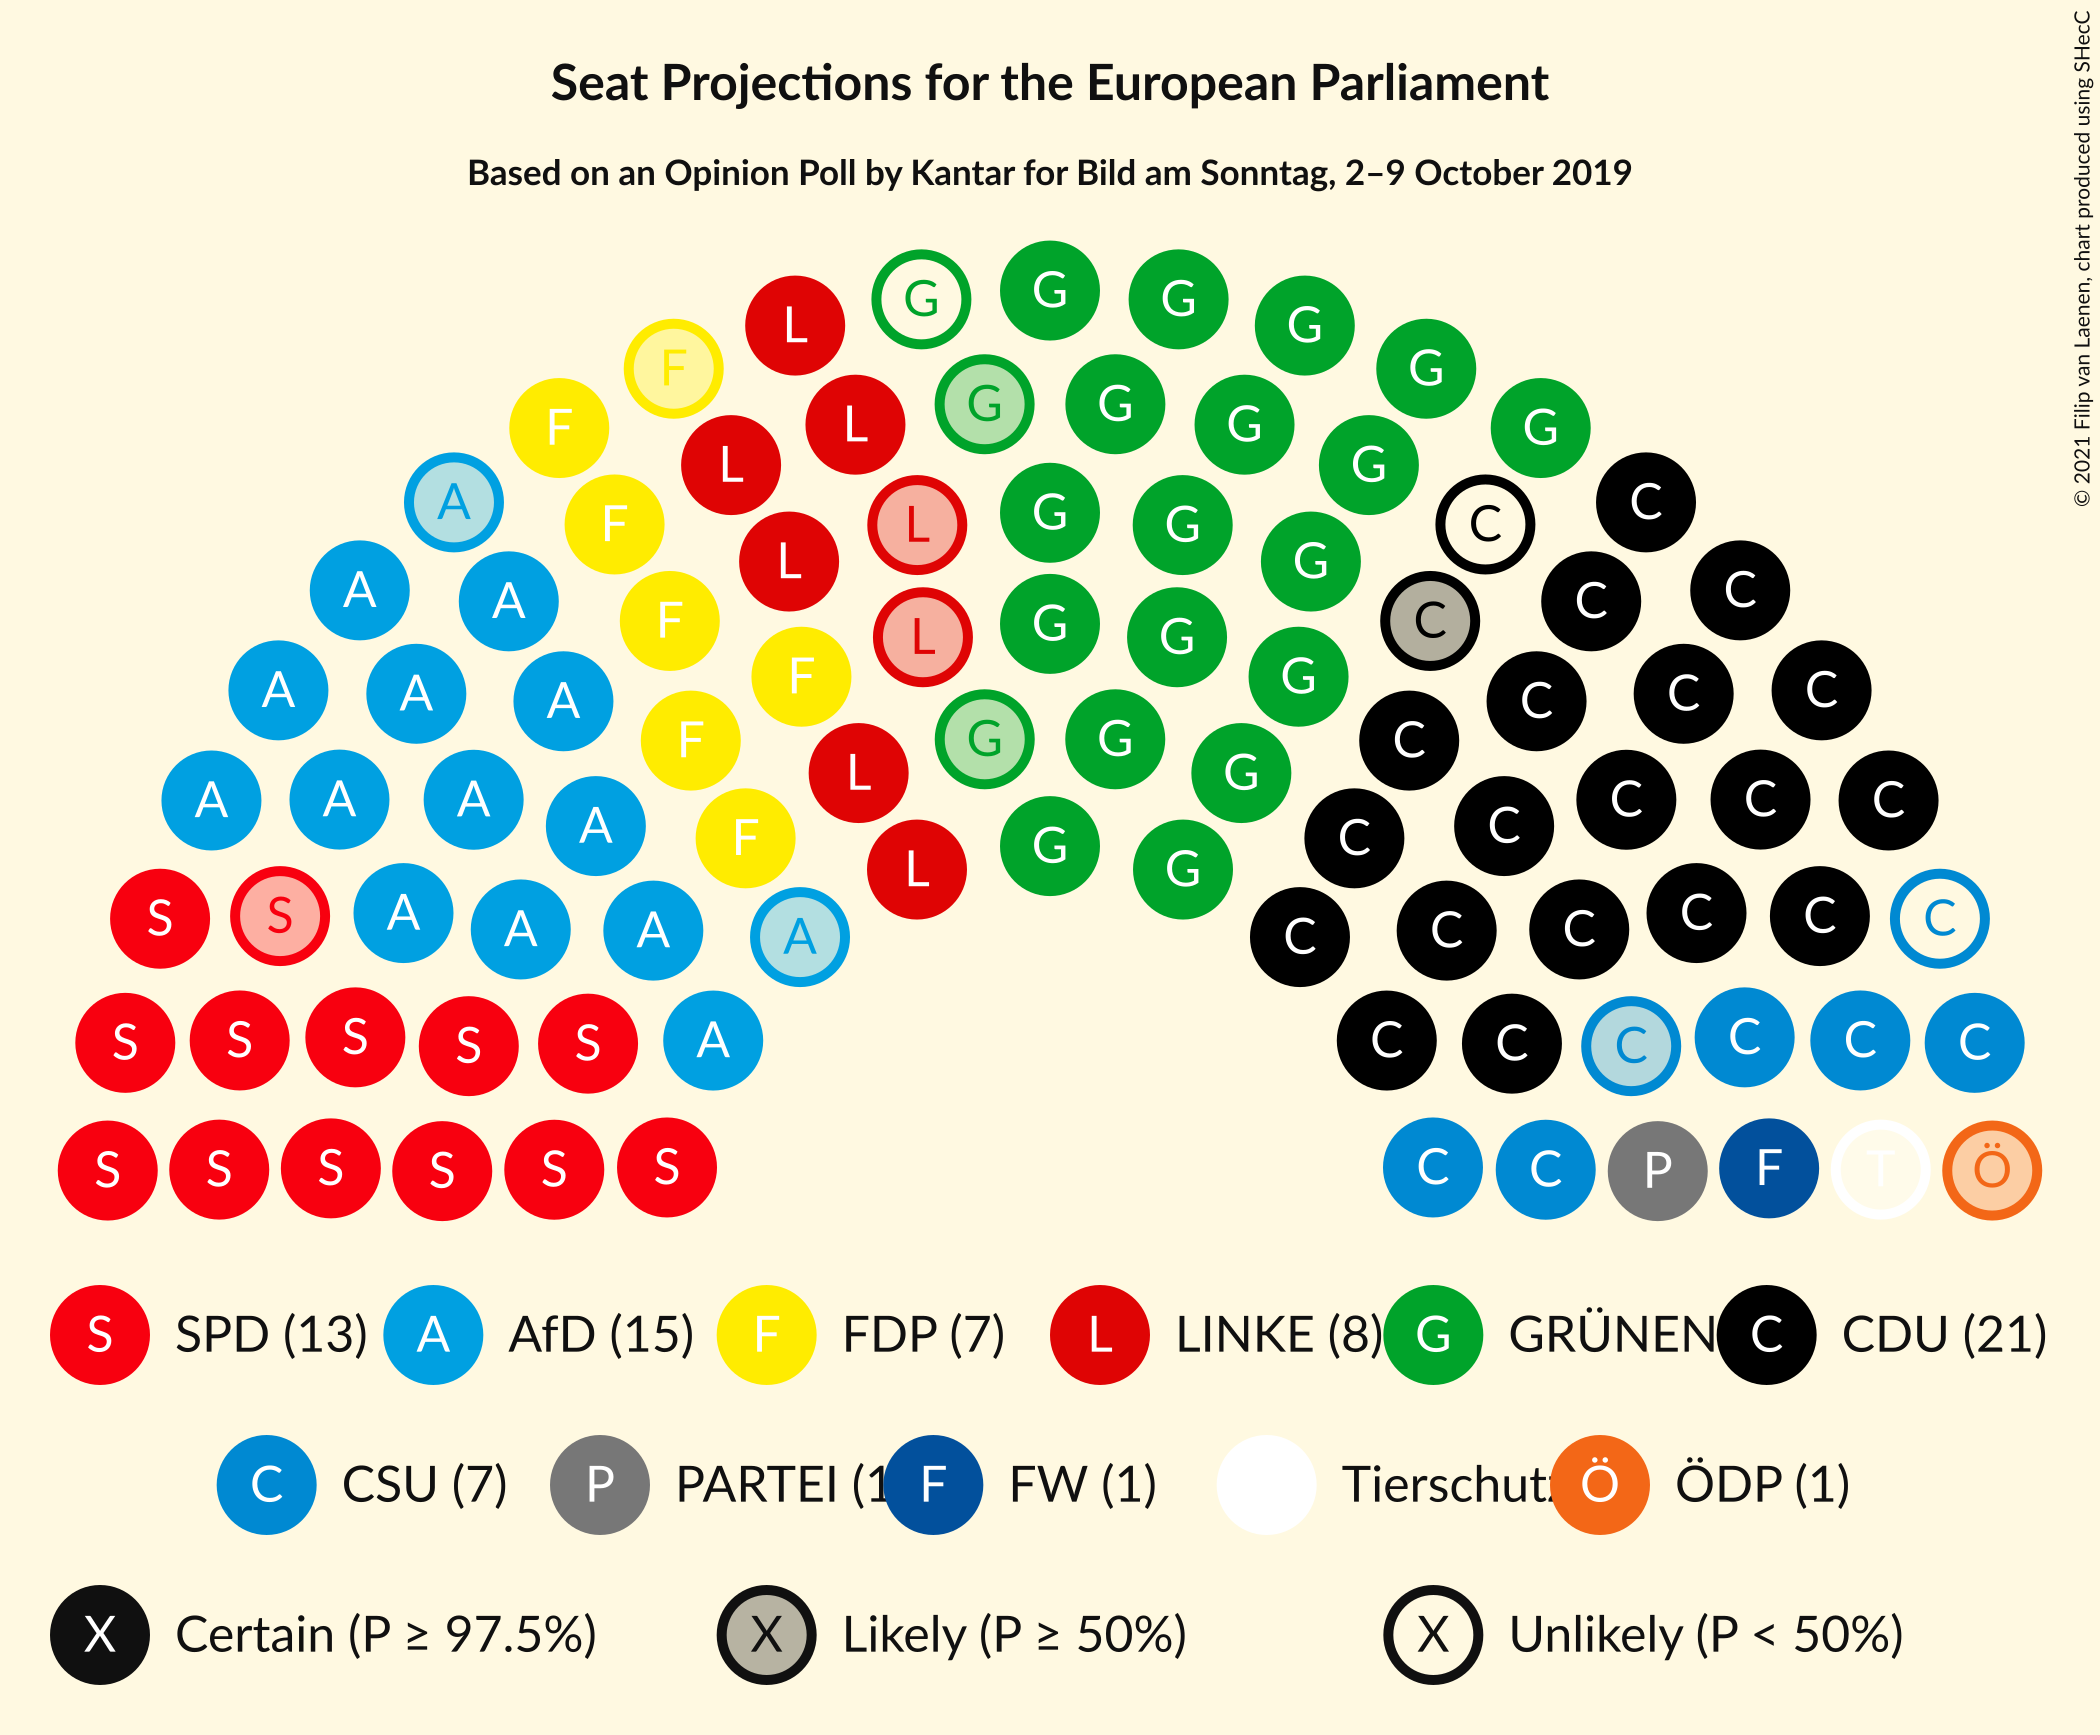 Seat Projections for the European Parliament
Based on an Opinion Poll by Kantar for Bild am Sonntag, 2–9 October 2019
© 2021 Filip van Laenen, chart produced using SHecC
G G G G
L G
F G
F L G G G G
A L G G C C
F L G G G C
A A L G C C
F L G G G C
A A A F F G C C C C
A A A A F L G G G C C C C C
S S A A A A F L G G C C C C C C C
S S S S S A C C C C C C
S S S S S S C C P F T Ö
S SPD (13) A AfD (15) F FDP (7) L LINKE (8) G GRÜNEN C CDU (21)
C CSU (7) P PARTEI (1 F FW (1) Tierschutz Ö ÖDP (1)
X Certain (P ≥ 97.5%) X Likely (P ≥ 50%) X Unlikely (P < 50%)